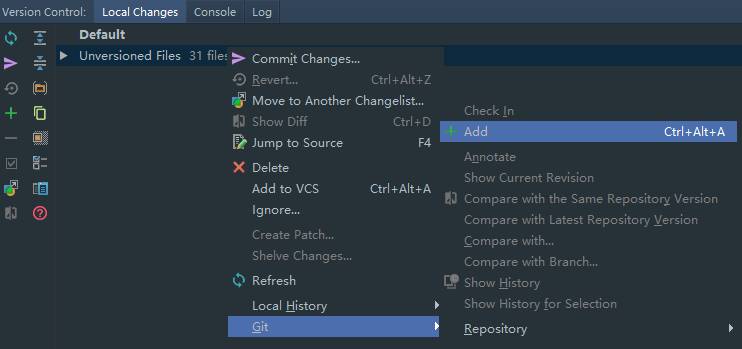 Version Control: Local Changes Console Log
Default
Unversioned Files 31 files
Commit Changes...
Revert... Ctrl+Alt+Z
Move to Another Changelist...
Show Diff Ctrl+D
Jump to Source F4
Delete
Add to VCS Ctrl+Alt+A
Ignore...
Create Patch...
Shelve Changes...
Refresh
Local History
Git
Check In
Add Ctrl+Alt+A
Annotate
Show Current Revision
Compare with the Same Repository Version
Compare with Latest Repository Version
Compare with...
Compare with Branch...
Show History
Show History for Selection
Repository